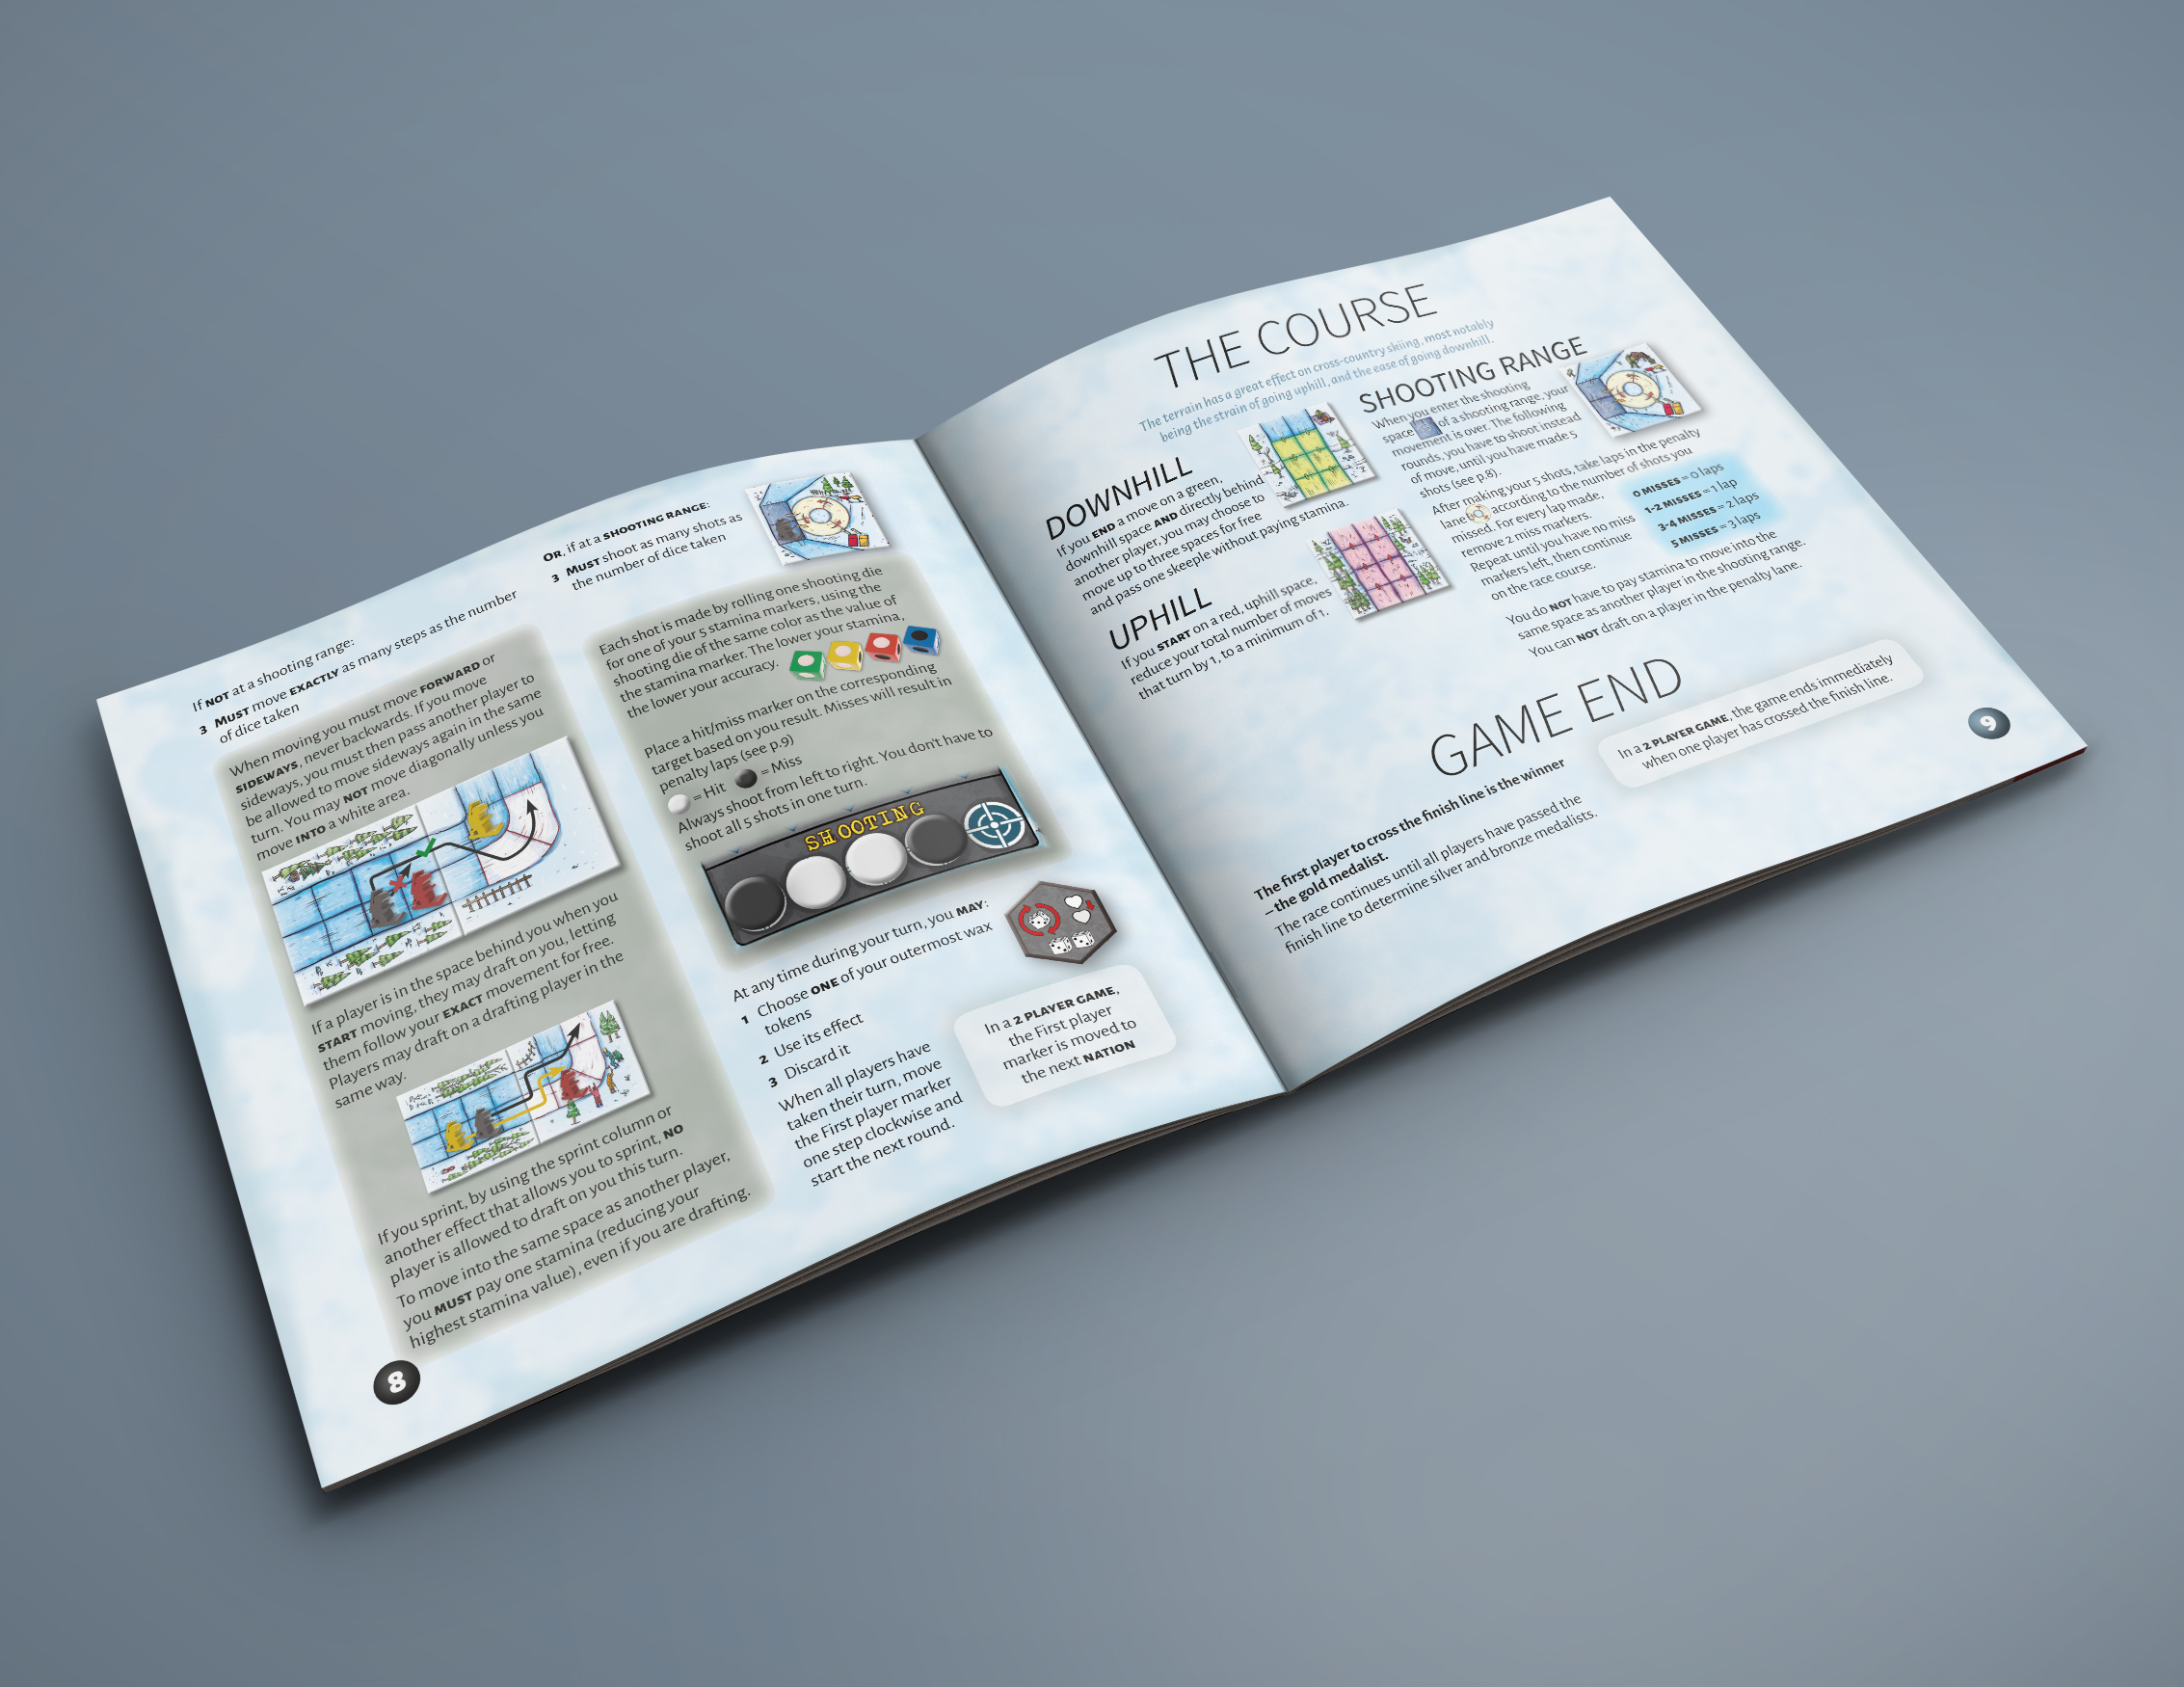 If NOT at a shooting range:
3 MUST move EXACTLY as many steps as the number
of dice taken
When moving you must move FORWARD or
SIDEWAYS, never backwards. If you move
sideways, you must then pass another player to
be allowed to move sideways again in the same
turn. You may NOT move diagonally unless you
move INTO a white area.
If a player is in the space behind you when you
START moving, they may draft on you, letting
them follow your EXACT movement for free.
Players may draft on a drafting player in the
same way.
If you sprint, by using the sprint column or
another effect that allows you to sprint, NO
player is allowed to draft on you this turn.
To move into the same space as another player,
you MUST pay one stamina (reducing your
highest stamina value), even if you are drafting.
8
OR, if at a SHOOTING RANGE:
3 MUST shoot as many shots as
the number of dice taken
Each shot is made by rolling one shooting die
for one of your 5 stamina markers, using the
shooting die of the same color as the value of
the stamina marker. The lower your stamina,
the lower your accuracy.
Place a hit/miss marker on the corresponding
target based on you result. Misses will result in
penalty laps (see p.9)
= Hit = Miss
Always shoot from left to right. You don't have to
shoot all 5 shots in one turn.
SHOOTING
At any time during your turn, you MAY:
1 Choose ONE of your outermost wax
tokens
2 Use its effect
3 Discard it
When all players have
taken their turn, move
the First player marker
one step clockwise and
start the next round.
In a 2 PLAYER GAME,
the First player
marker is moved to
the next NATION
THE COURSE
The terrain has a great effect on cross-country skiing, most notably
being the strain of going uphill, and the ease of going downhill.
DOWNHILL
If you END a move on a green,
downhill space AND directly behind
another player, you may choose to
move up to three spaces for free
and pass one skeeple without paying stamina.
UPHILL
If you START on a red, uphill space,
reduce your total number of moves
that turn by 1, to a minimum of 1.
SHOOTING RANGE
When you enter the shooting
space of a shooting range, your
movement is over. The following
rounds, you have to shoot instead
of move, until you have made 5
shots (see p.8).
After making your 5 shots, take laps in the penalty
lane according to the number of shots you
missed. For every lap made,
remove 2 miss markers.
Repeat until you have no miss
markers left, then continue
on the race course.
0 MISSES = 0 laps
1-2 MISSES = 1 lap
3-4 MISSES = 2 laps
5 MISSES = 3 laps
You do NOT have to pay stamina to move into the
same space as another player in the shooting range.
You can NOT draft on a player in the penalty lane.
GAME END
The first player to cross the finish line is the winner
– the gold medalist.
The race continues until all players have passed the
finish line to determine silver and bronze medalists.
In a 2 PLAYER GAME, the game ends immediately
when one player has crossed the finish line.
9